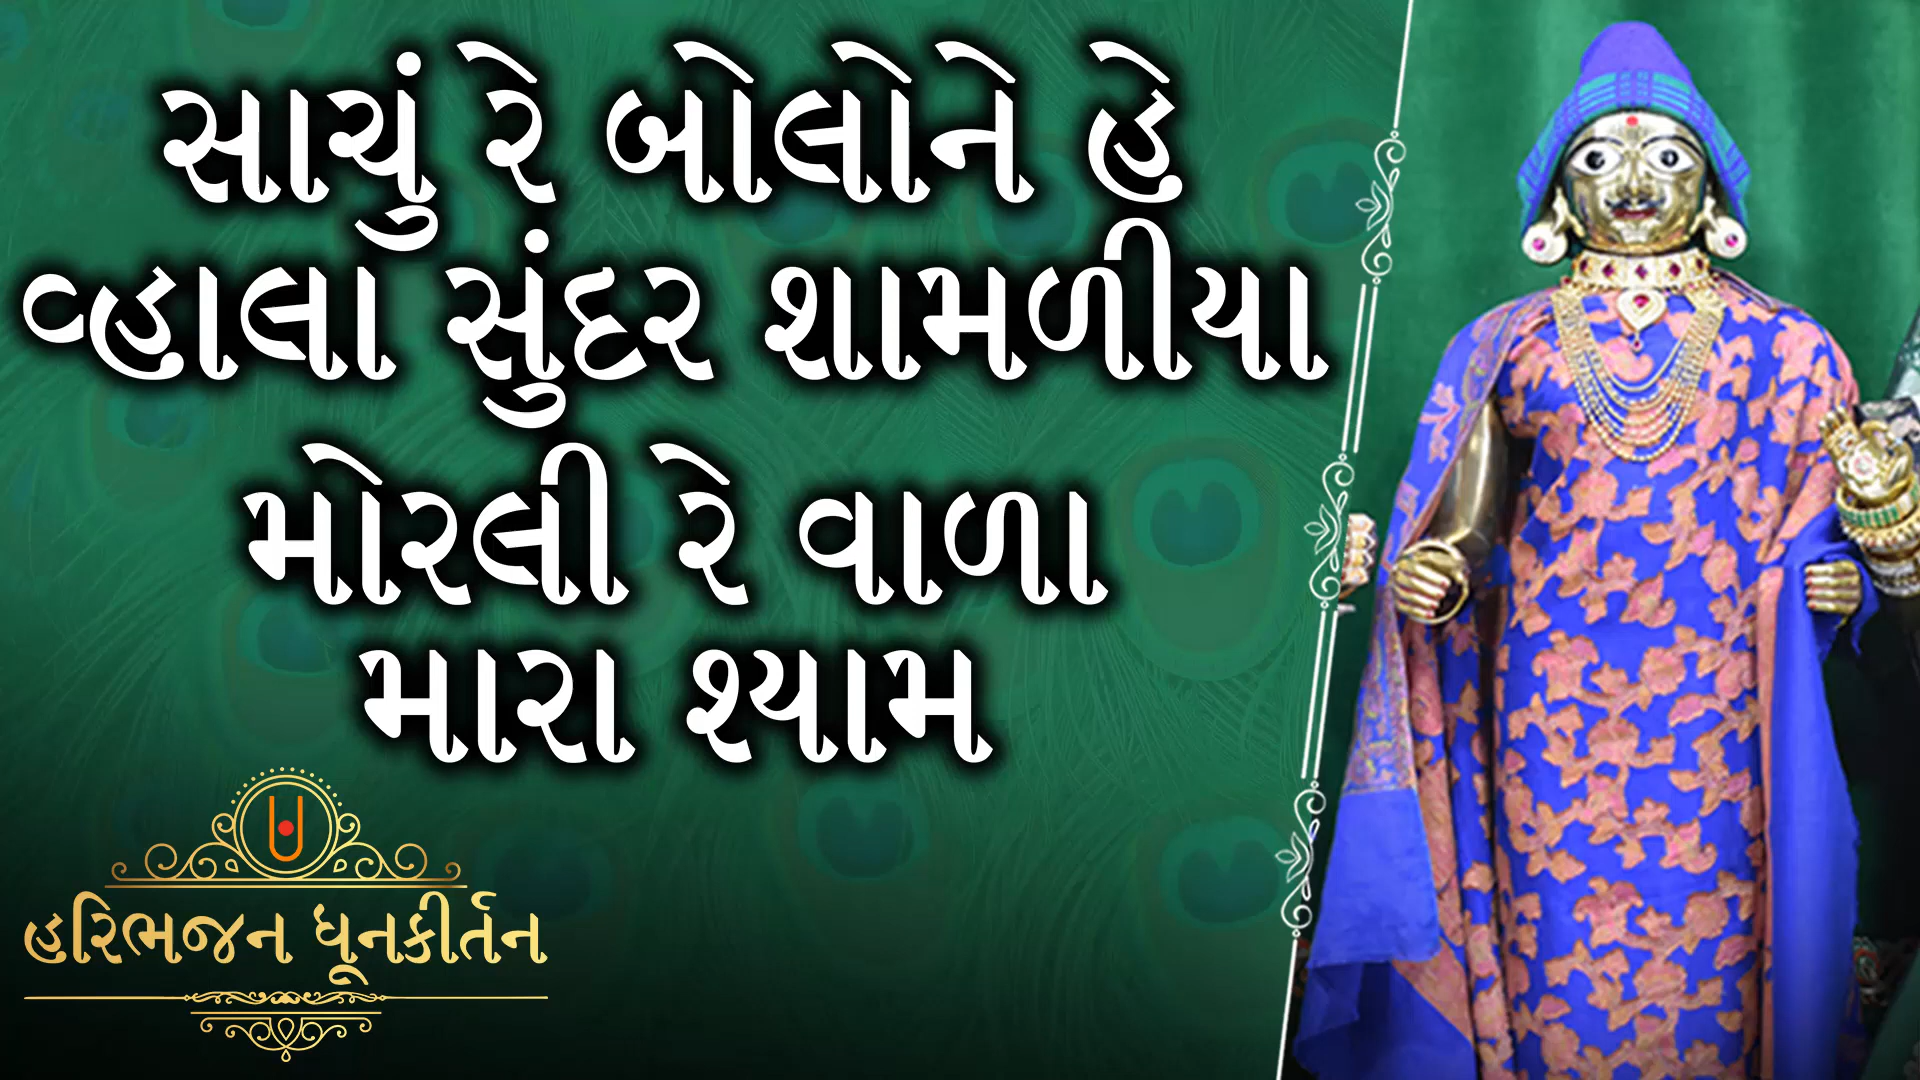 સાચું રે બોલોને હે
વ્હાલા સુંદર શામળીયા
મોરલી રે વાળા
મારા શ્યામ
હરિભજન ધૂનકીર્તન